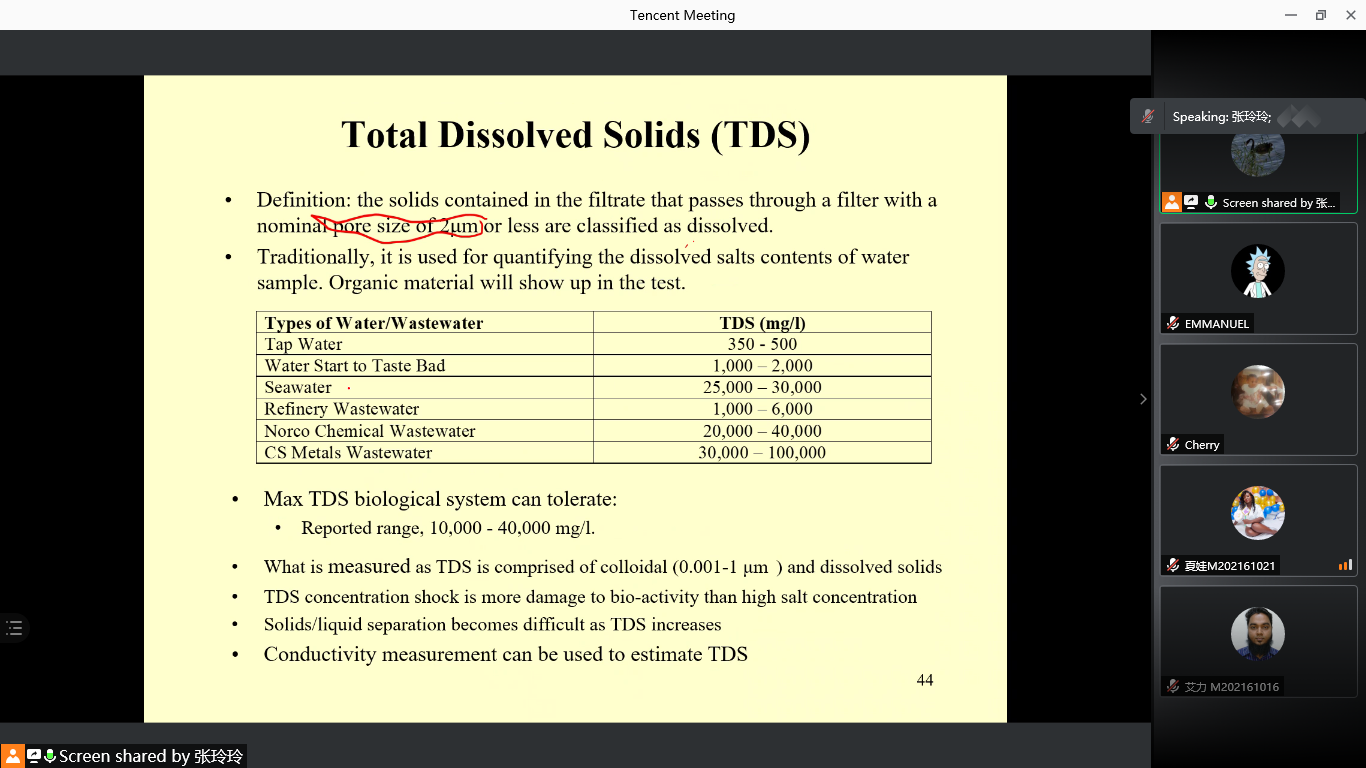 Tencent Meeting
Total Dissolved Solids (TDS)
• Definition: the solids contained in the filtrate that passes through a filter with a
nominal pore size of 2μm or less are classified as dissolved.
• Traditionally, it is used for quantifying the dissolved salts contents of water
sample. Organic material will show up in the test.
Types of Water/Wastewater TDS (mg/l)
Tap Water 350 - 500
Water Start to Taste Bad 1,000 – 2,000
Seawater 25,000 – 30,000
Refinery Wastewater 1,000 – 6,000
Norco Chemical Wastewater 20,000 – 40,000
CS Metals Wastewater 30,000 – 100,000
• Max TDS biological system can tolerate:
• Reported range, 10,000 - 40,000 mg/l.
• What is measured as TDS is comprised of colloidal (0.001-1 μm ) and dissolved solids
• TDS concentration shock is more damage to bio-activity than high salt concentration
• Solids/liquid separation becomes difficult as TDS increases
• Conductivity measurement can be used to estimate TDS
44
Screen shared by 张玲玲
Speaking: 张玲玲;
Screen shared by 张...
EMMANUEL
Cherry
夏娃M202161021
艾力 M202161016